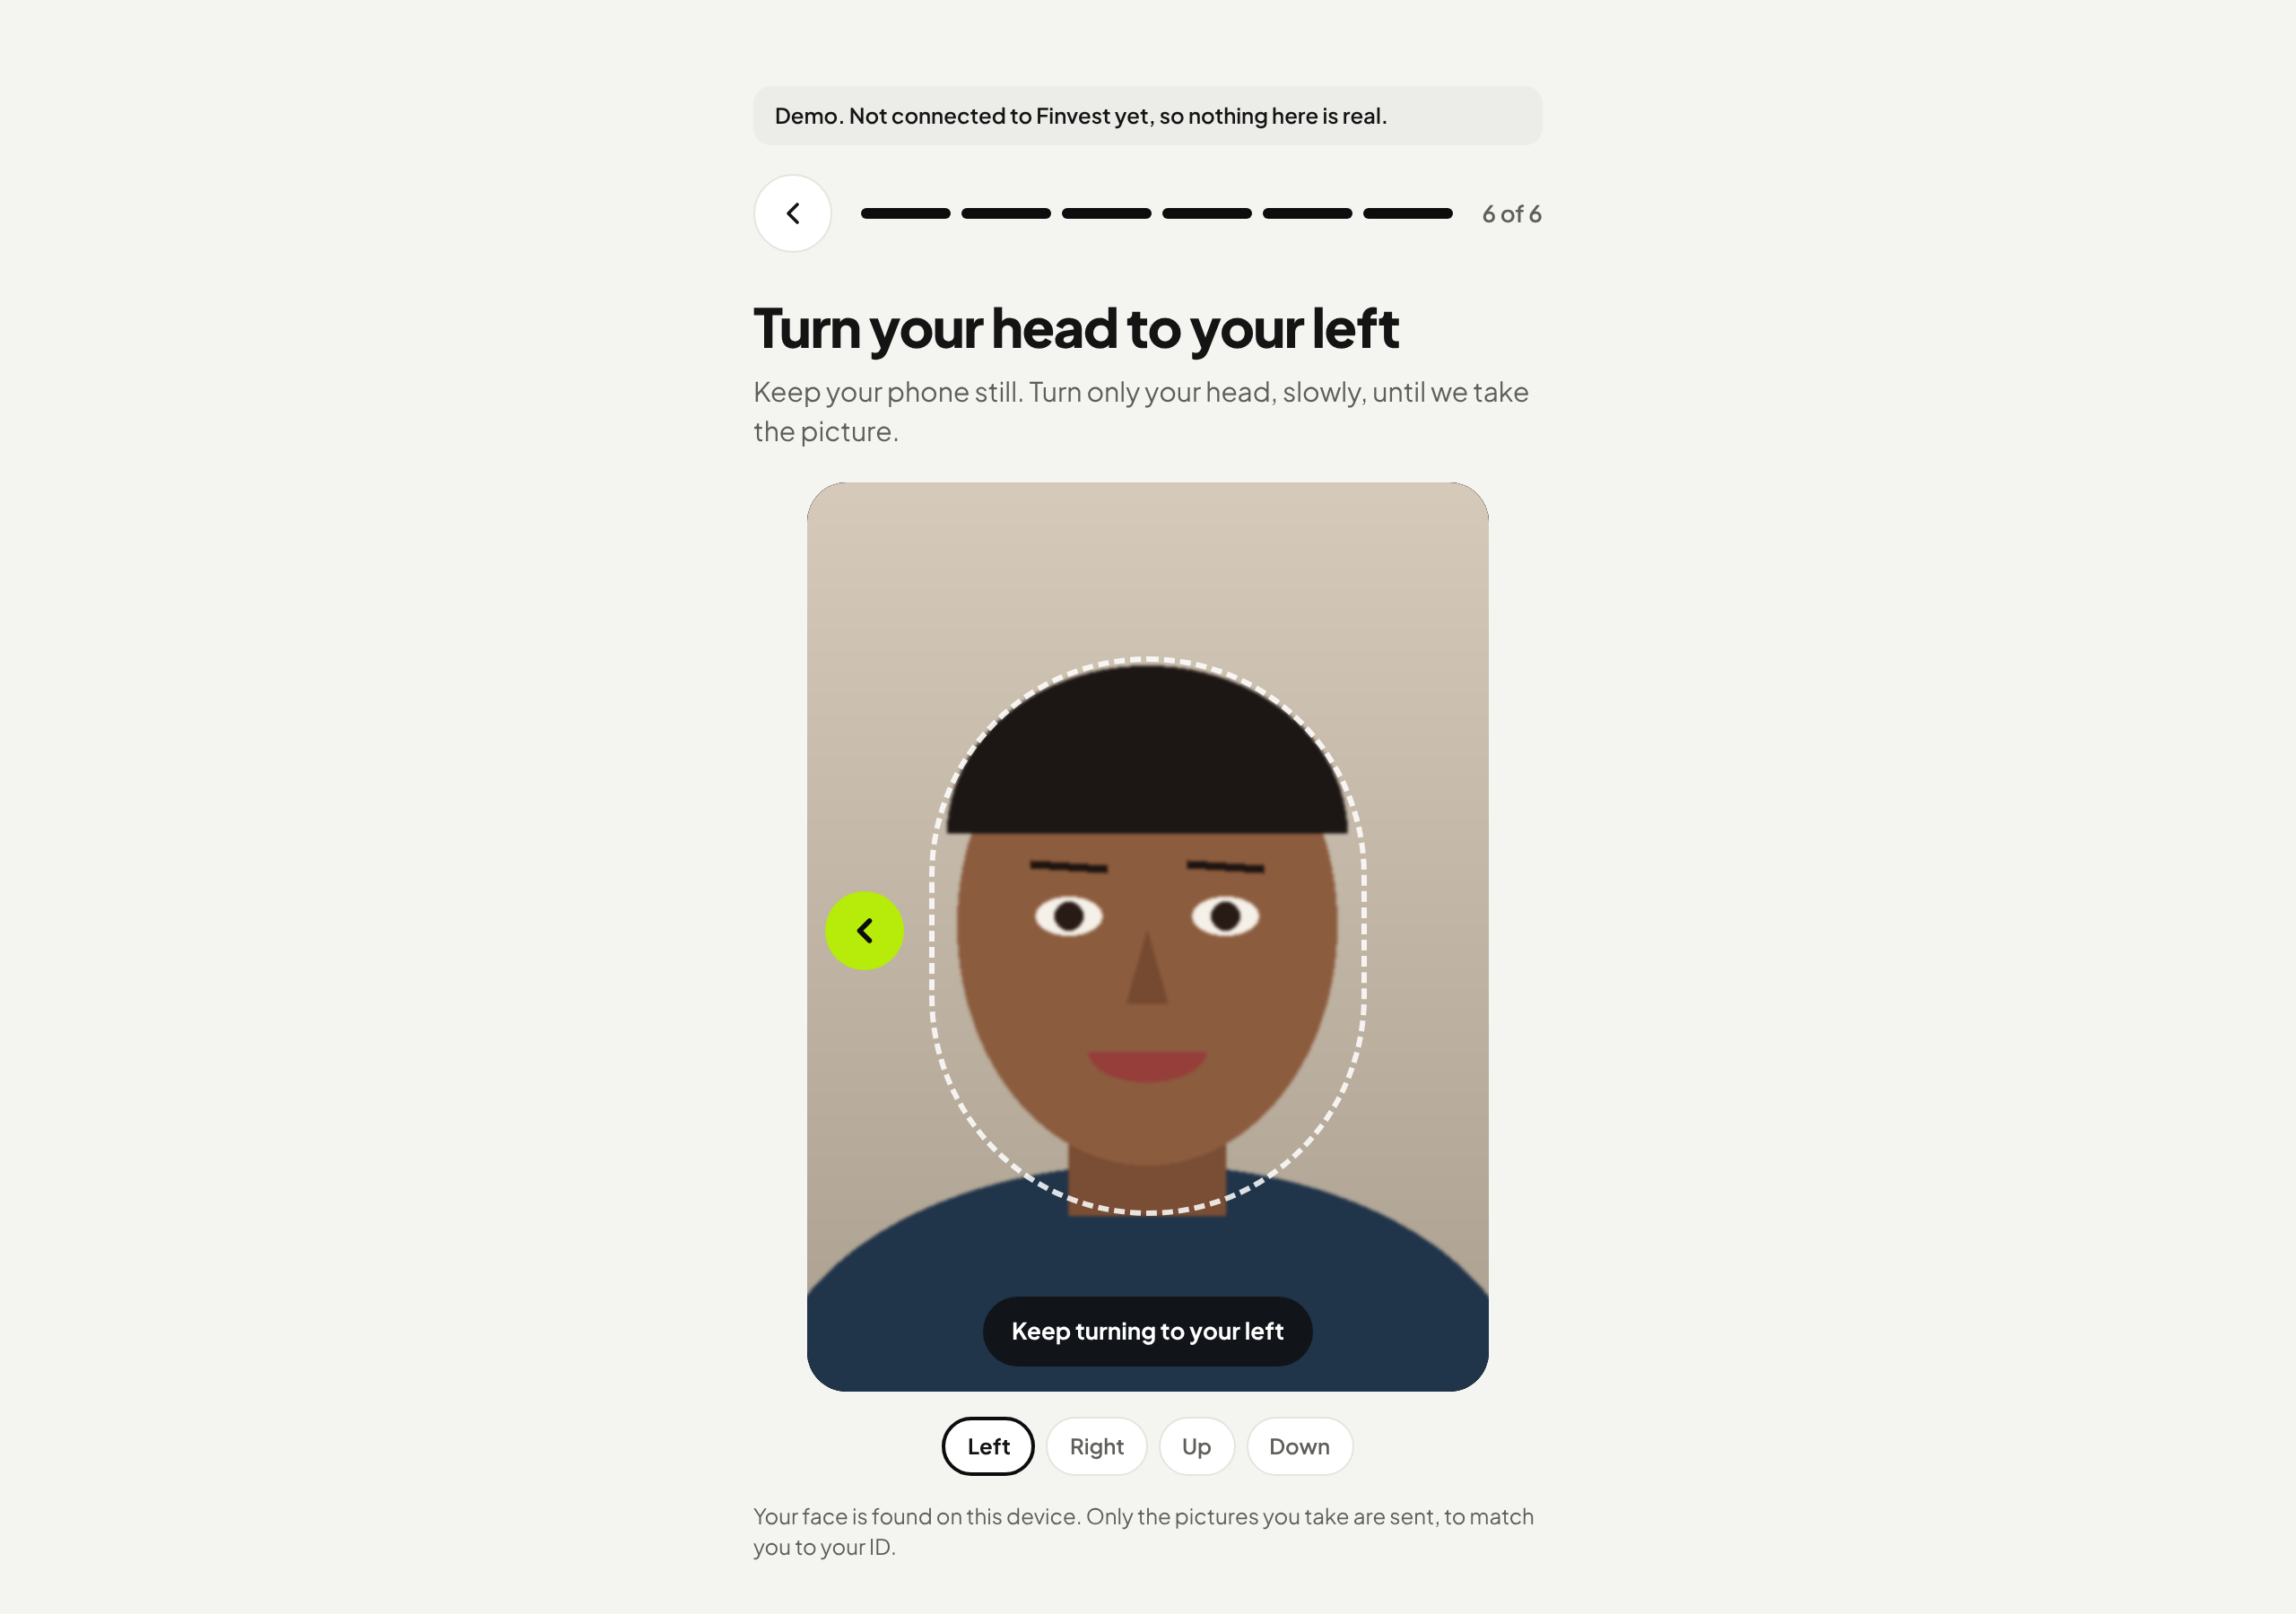 Demo. Not connected to Finvest yet, so nothing here is real.
6 of 6
Turn your head to your left
Keep your phone still. Turn only your head, slowly, until we take
the picture.
Keep turning to your left
Left Right Up Down
Your face is found on this device. Only the pictures you take are sent, to match
you to your ID.